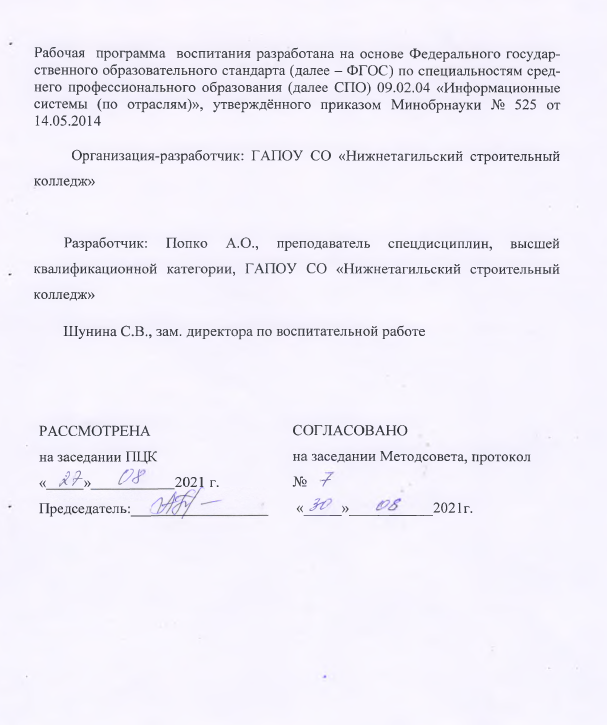 Рабочая программа воспитания разработана на основе Федерального государ-
ственного образовательного стандарта (далее – ФГОС) по специальностям сред-
него профессионального образования (далее СПО) 09.02.04 «Информационные
системы (по отраслям)», утверждённого приказом Минобрнауки № 525 от
14.05.2014
Организация-разработчик: ГАПОУ СО «Нижнетагильский строительный
колледж»
Разработчик: Попко А.О., преподаватель спецдисциплин, высшей
квалификационной категории, ГАПОУ СО «Нижнетагильский строительный
колледж»
Шунина С.В., зам. директора по воспитательной работе
РАССМОТРЕНА
на заседании ПЦК
«27» 08 2021 г.
Председатель:
СОГЛАСОВАНО
на заседании Методсовета, протокол
№ 7
«30» 08 2021г.